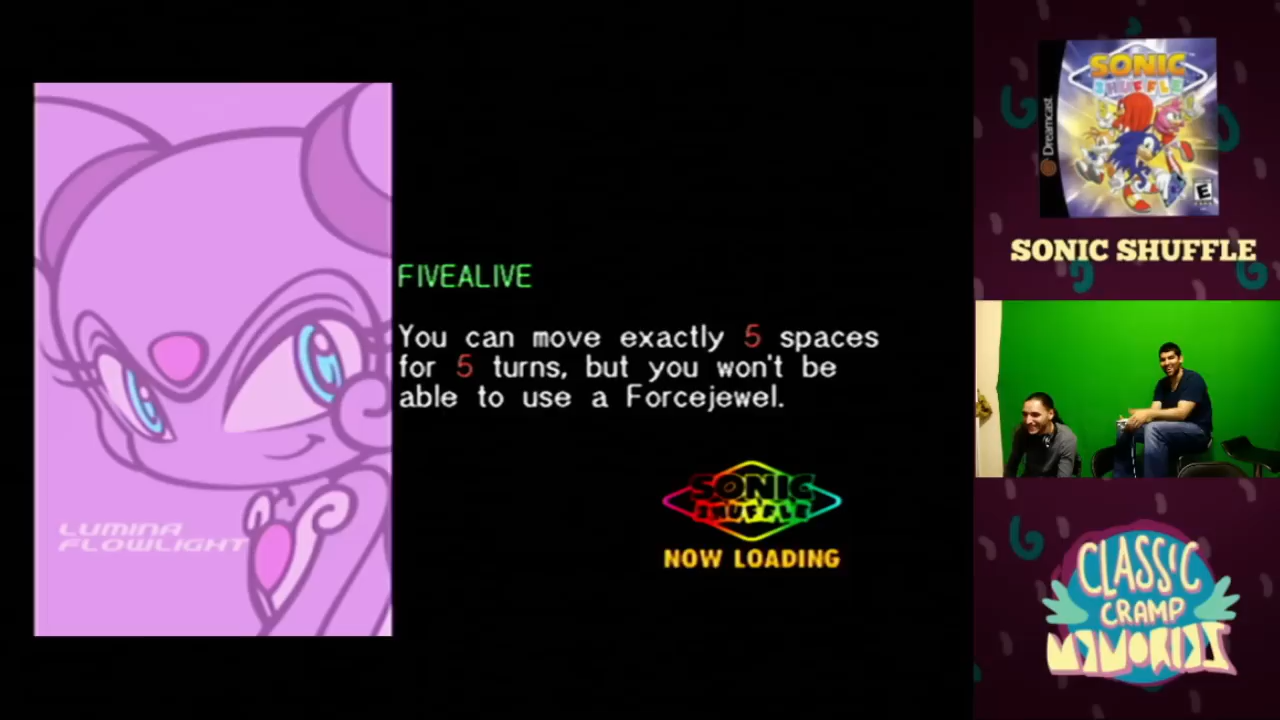 FIVEALIVE
You can move exactly 5 spaces
for 5 turns, but you won't be
able to use a Forcejewel.
LUMINA
FLOWLIGHT
SONIC
SHUFFLE
NOW LOADING
SONIC
SHUFFLE
Dreamcast
E
SONIC SHUFFLE
CLASSIC
CRAMP
MEMORIES